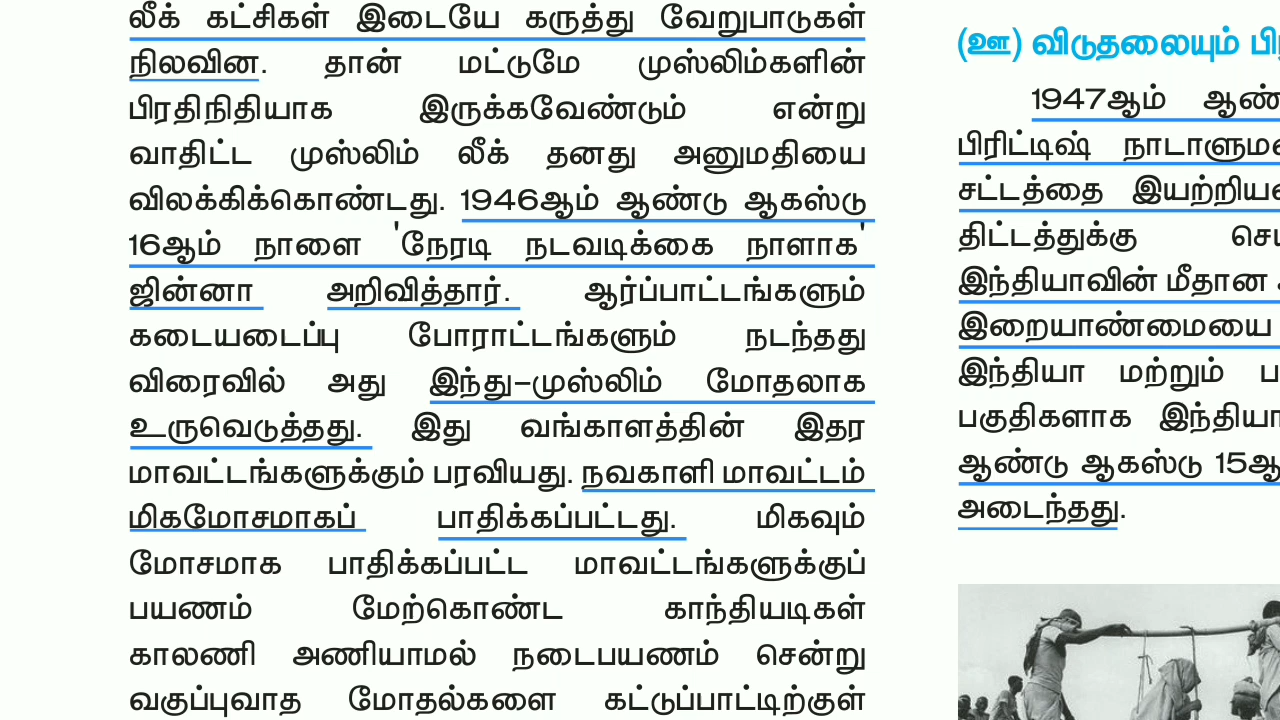 லீக் கட்சிகள் இடையே கருத்து வேறுபாடுகள்
நிலவின. தான் மட்டுமே முஸ்லிம்களின்
பிரதிநிதியாக இருக்கவேண்டும் என்று
வாதிட்ட முஸ்லிம் லீக் தனது அனுமதியை
விலக்கிக்கொண்டது. 1946ஆம் ஆண்டு ஆகஸ்டு
16ஆம் நாளை 'நேரடி நடவடிக்கை நாளாக'
ஜின்னா அறிவித்தார். ஆர்ப்பாட்டங்களும்
கடையடைப்பு போராட்டங்களும் நடந்தது
விரைவில் அது இந்து-முஸ்லிம் மோதலாக
உருவெடுத்தது. இது வங்காளத்தின் இதர
மாவட்டங்களுக்கும் பரவியது. நவகாளி மாவட்டம்
மிகமோசமாகப் பாதிக்கப்பட்டது. மிகவும்
மோசமாக பாதிக்கப்பட்ட மாவட்டங்களுக்குப்
பயணம் மேற்கொண்ட காந்தியடிகள்
காலணி அணியாமல் நடைபயணம் சென்று
வகுப்புவாத மோதல்களை கட்டுப்பாட்டிற்குள்
(ஊ) விடுதலையும்
1947ஆம்
பிரிட்டிஷ்
சட்டத்தை
திட்டத்துக்கு
இந்தியாவின் மீதான
இறையாண்மையை
இந்தியா மற்றும்
பகுதிகளாக
ஆண்டு ஆகஸ்டு
அடைந்தது.